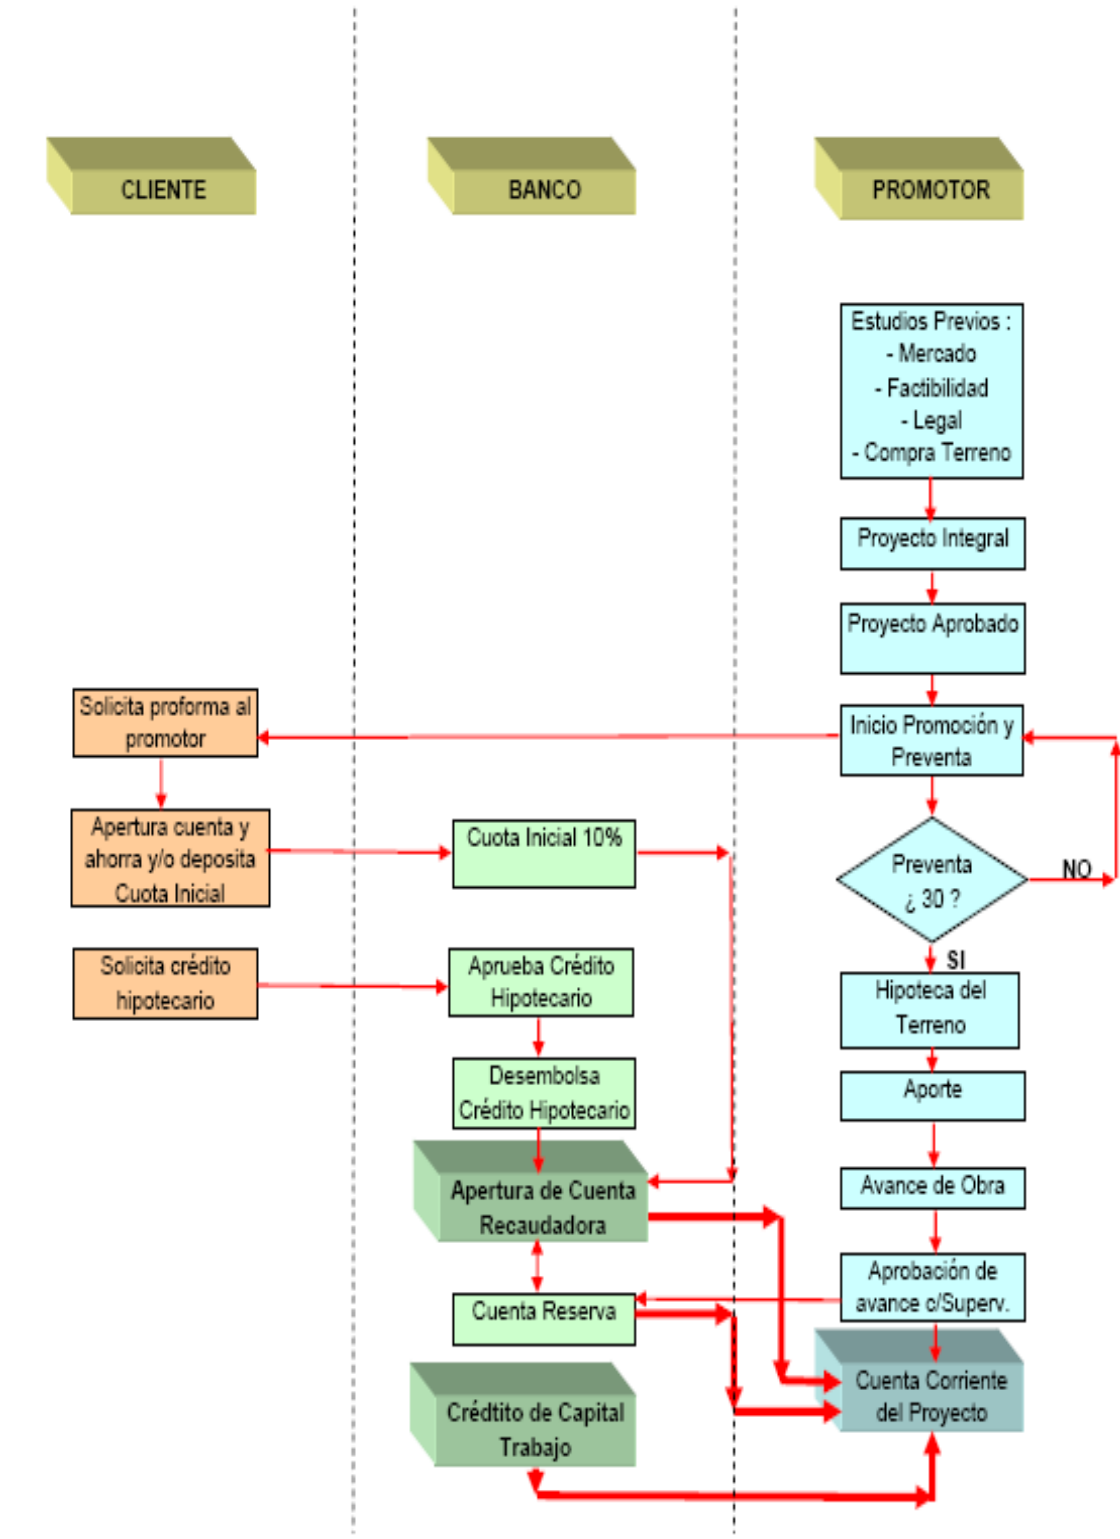 CLIENTE
BANCO
PROMOTOR
Estudios Previos :
- Mercado
- Factibilidad
- Legal
- Compra Terreno
Proyecto Integral
Proyecto Aprobado
Solicita proforma al
promotor
Inicio Promoción y
Preventa
Apertura cuenta y
ahorra y/o deposita
Cuota Inicial
Cuota Inicial 10%
Preventa
¿ 30 ?
NO
SI
Solicita crédito
hipotecario
Aprueba Crédito
Hipotecario
Hipoteca del
Terreno
Desembolsa
Crédito Hipotecario
Aporte
Apertura de Cuenta
Recaudadora
Avance de Obra
Aprobación de
avance c/Superv.
Cuenta Reserva
Cuenta Corriente
del Proyecto
Crédtito de Capital
Trabajo